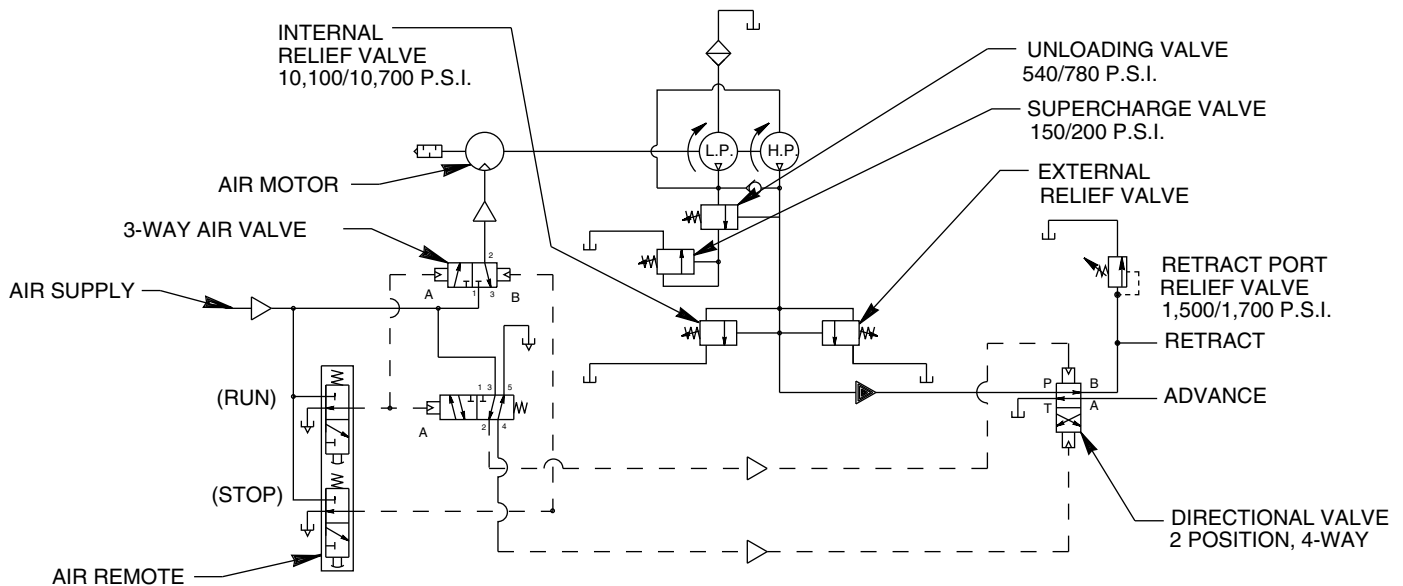 INTERNAL
RELIEF VALVE
10,100/10,700 P.S.I.
UNLOADING VALVE
540/780 P.S.I.
SUPERCHARGE VALVE
150/200 P.S.I.
L.P.
H.P.
AIR MOTOR
EXTERNAL
RELIEF VALVE
3-WAY AIR VALVE
2
A
1
3
B
AIR SUPPLY
RETRACT PORT
RELIEF VALVE
1,500/1,700 P.S.I.
RETRACT
(RUN)
1
3
5
A
2
4
P
B
T
A
ADVANCE
(STOP)
DIRECTIONAL VALVE
2 POSITION, 4-WAY
AIR REMOTE